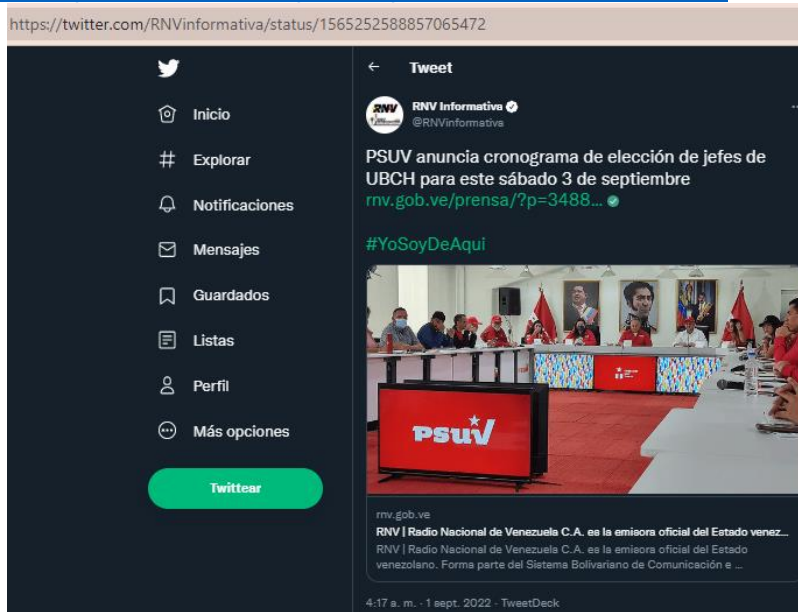 https://twitter.com/RNVinformativa/status/1565252588857065472
Inicio
Explorar
Notificaciones
Mensajes
Guardados
Listas
Perfil
Más opciones
Twittear
Tweet
RNV
RNV Informativa
@RNVinformativa
PSUV anuncia cronograma de elección de jefes de
UBCH para este sábado 3 de septiembre
rnv.gob.ve/prensa/?p=3488...
#YoSoyDeAqui
PSUV
rnv.gob.ve
RNV | Radio Nacional de Venezuela C.A. es la emisora oficial del Estado venez...
RNV | Radio Nacional de Venezuela C.A. es la emisora oficial del Estado
venezolano. Forma parte del Sistema Bolivariano de Comunicación e ...
4:17 a. m. · 1 sept. 2022 · TweetDeck